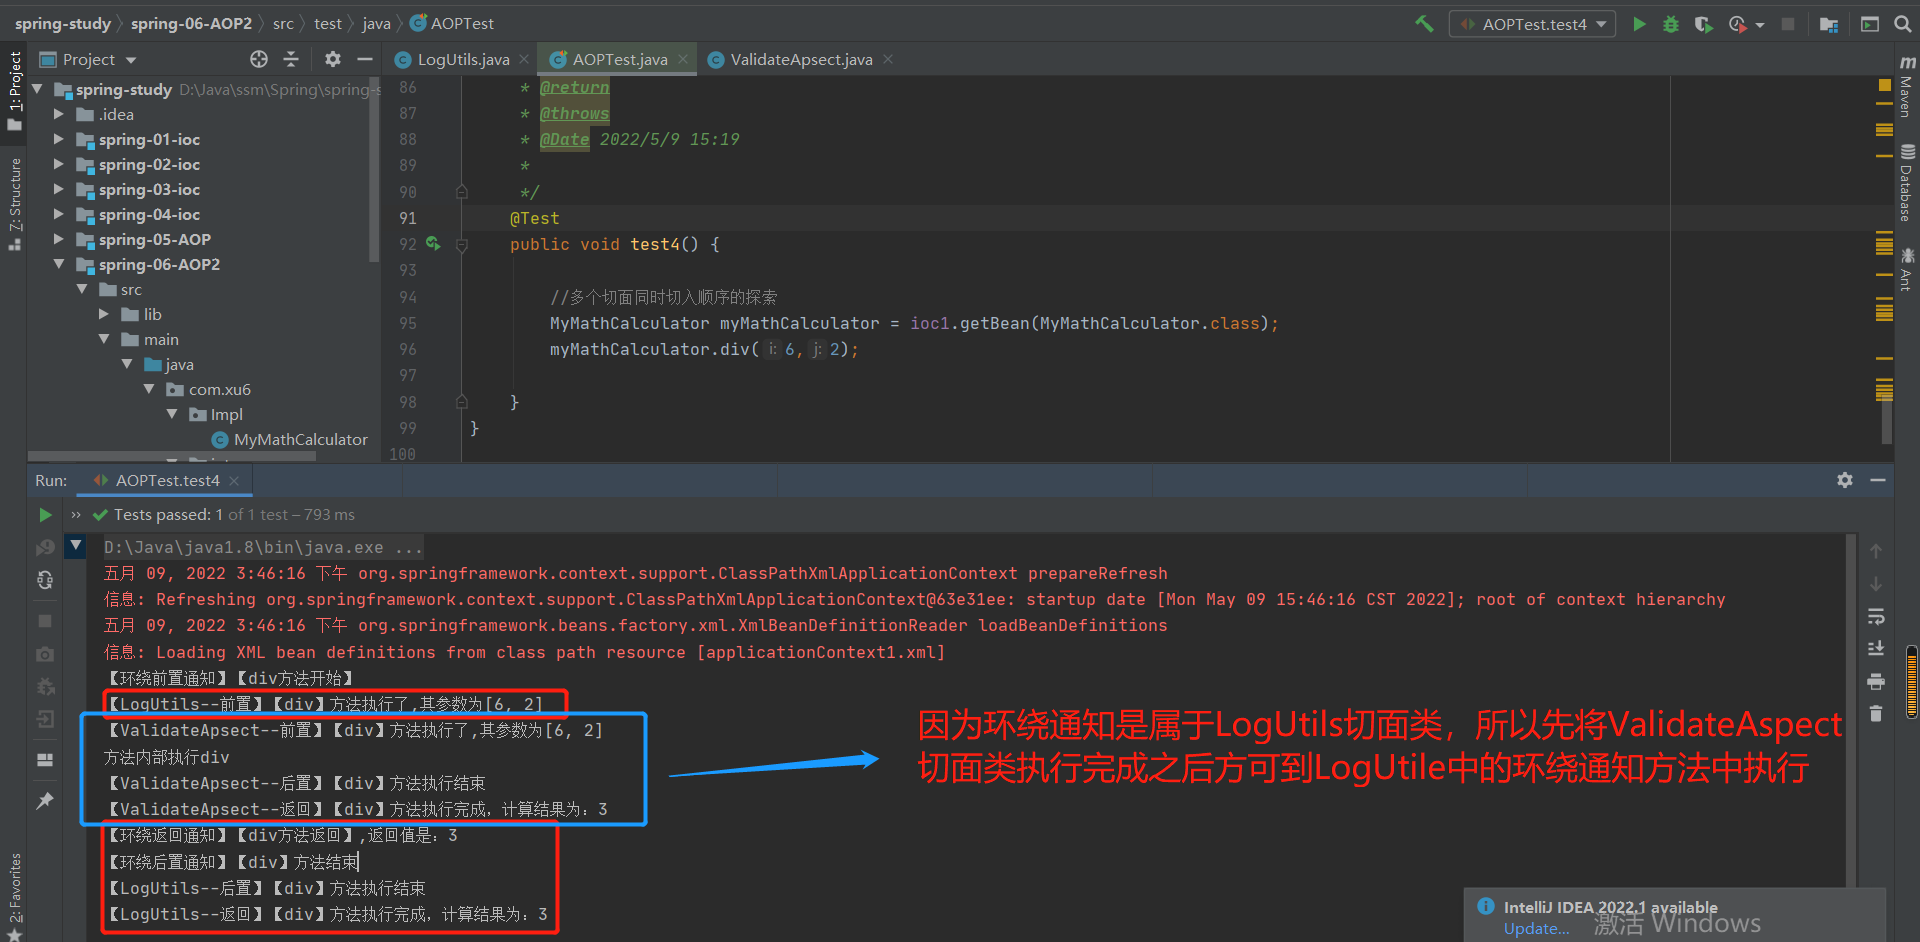 spring-study spring-06-AOP2 src test java AOPTest
AOPTest.test4
1: Project
7: Structure
2: Favorites
Project
LogUtils.java
AOPTest.java
ValidateApsect.java
spring-study D:\Java\ssm\Spring\spring-s
.idea
spring-01-ioc
spring-02-ioc
spring-03-ioc
spring-04-ioc
spring-05-AOP
spring-06-AOP2
src
lib
main
java
com.xu6
Impl
MyMathCalculator
86 * @return
87 * @throws
88 * @Date 2022/5/9 15:19
89 *
90 */
91 @Test
92 public void test4() {
93
94 //多个切面同时切入顺序的探索
95 MyMathCalculator myMathCalculator = ioc1.getBean(MyMathCalculator.class);
96 myMathCalculator.div( i: 6, j: 2);
97
98 }
99 }
100
m Maven
Database
Ant
Run: AOPTest.test4
Tests passed: 1 of 1 test – 793 ms
D:\Java\java1.8\bin\java.exe ...
五月 09, 2022 3:46:16 下午 org.springframework.context.support.ClassPathXmlApplicationContext prepareRefresh
信息: Refreshing org.springframework.context.support.ClassPathXmlApplicationContext@63e31ee: startup date [Mon May 09 15:46:16 CST 2022]; root of context hierarchy
五月 09, 2022 3:46:16 下午 org.springframework.beans.factory.xml.XmlBeanDefinitionReader loadBeanDefinitions
信息: Loading XML bean definitions from class path resource [applicationContext1.xml]
【环绕前置通知】【div方法开始】
【LogUtils--前置】【div】方法执行了,其参数为[6, 2]
【ValidateApsect--前置】【div】方法执行了,其参数为[6, 2]
方法内部执行div
【ValidateApsect--后置】【div】方法执行结束
【ValidateApsect--返回】【div】方法执行完成，计算结果为：3
【环绕返回通知】【div方法返回】,返回值是：3
【环绕后置通知】【div】方法结束
【LogUtils--后置】【div】方法执行结束
【LogUtils--返回】【div】方法执行完成，计算结果为：3
因为环绕通知是属于LogUtils切面类，所以先将ValidateAspect
切面类执行完成之后方可到LogUtile中的环绕通知方法中执行
IntelliJ IDEA 2022.1 available
Update...
激活 Windows